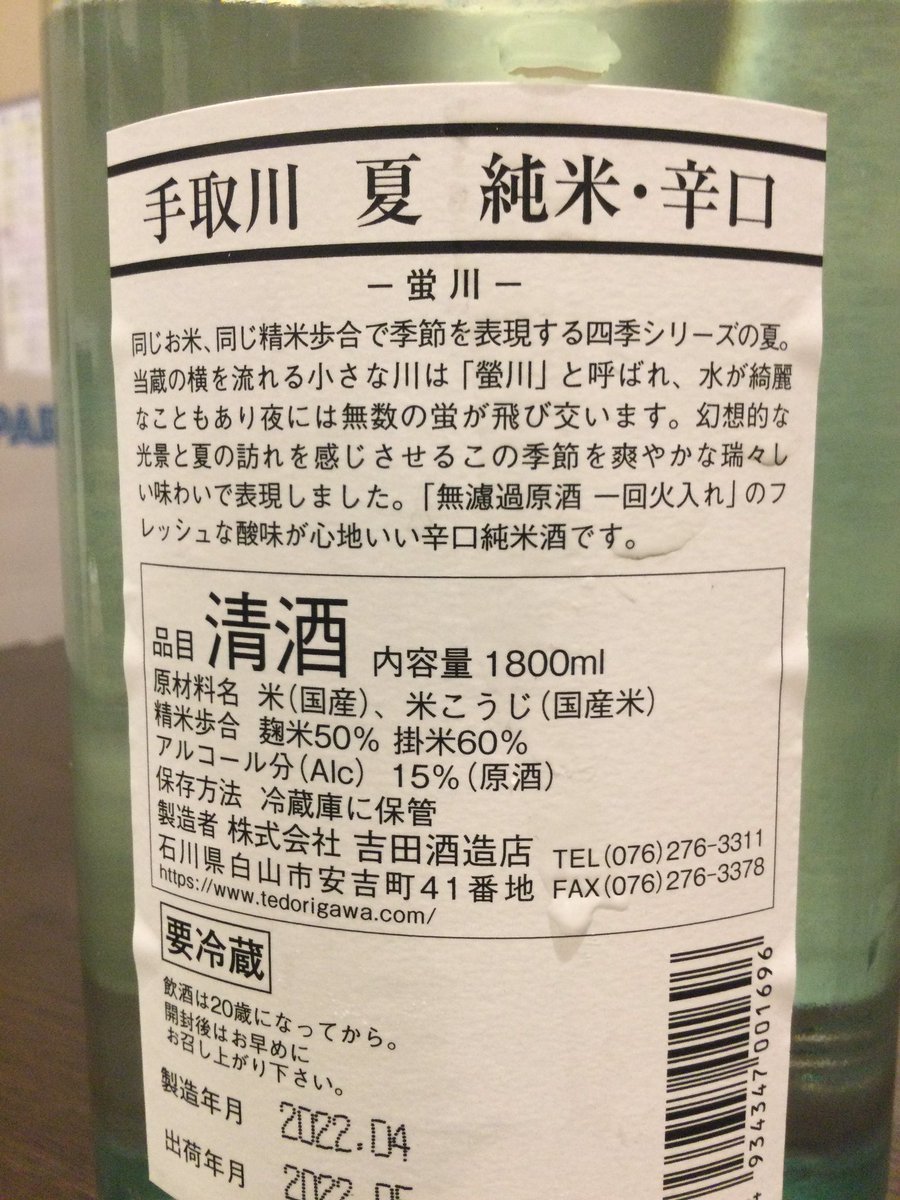 手取川 夏 純米・辛口
－蛍川－
同じお米、同じ精米歩合で季節を表現する四季シリーズの夏。
当蔵の横を流れる小さな川は「螢川」と呼ばれ、水が綺麗
なこともあり夜には無数の蛍が飛び交います。幻想的な
光景と夏の訪れを感じさせるこの季節を爽やかな瑞々し
い味わいで表現しました。「無濾過原酒 一回火入れ」のフ
レッシュな酸味が心地いい辛口純米酒です。
品目 清酒 内容量 1800ml
原材料名 米(国産)、米こうじ(国産米)
精米歩合 麹米50% 掛米60%
アルコール分(Alc) 15%(原酒)
保存方法 冷蔵庫に保管
製造者 株式会社 吉田酒造店 TEL(076)276-3311
石川県白山市安吉町41番地 FAX(076)276-3378
https://www.tedorigawa.com/
要冷蔵
飲酒は20歳になってから。
開封後はお早めに
お召し上がり下さい。
製造年月 2022.04
出荷年月 2022.05
934347 001696